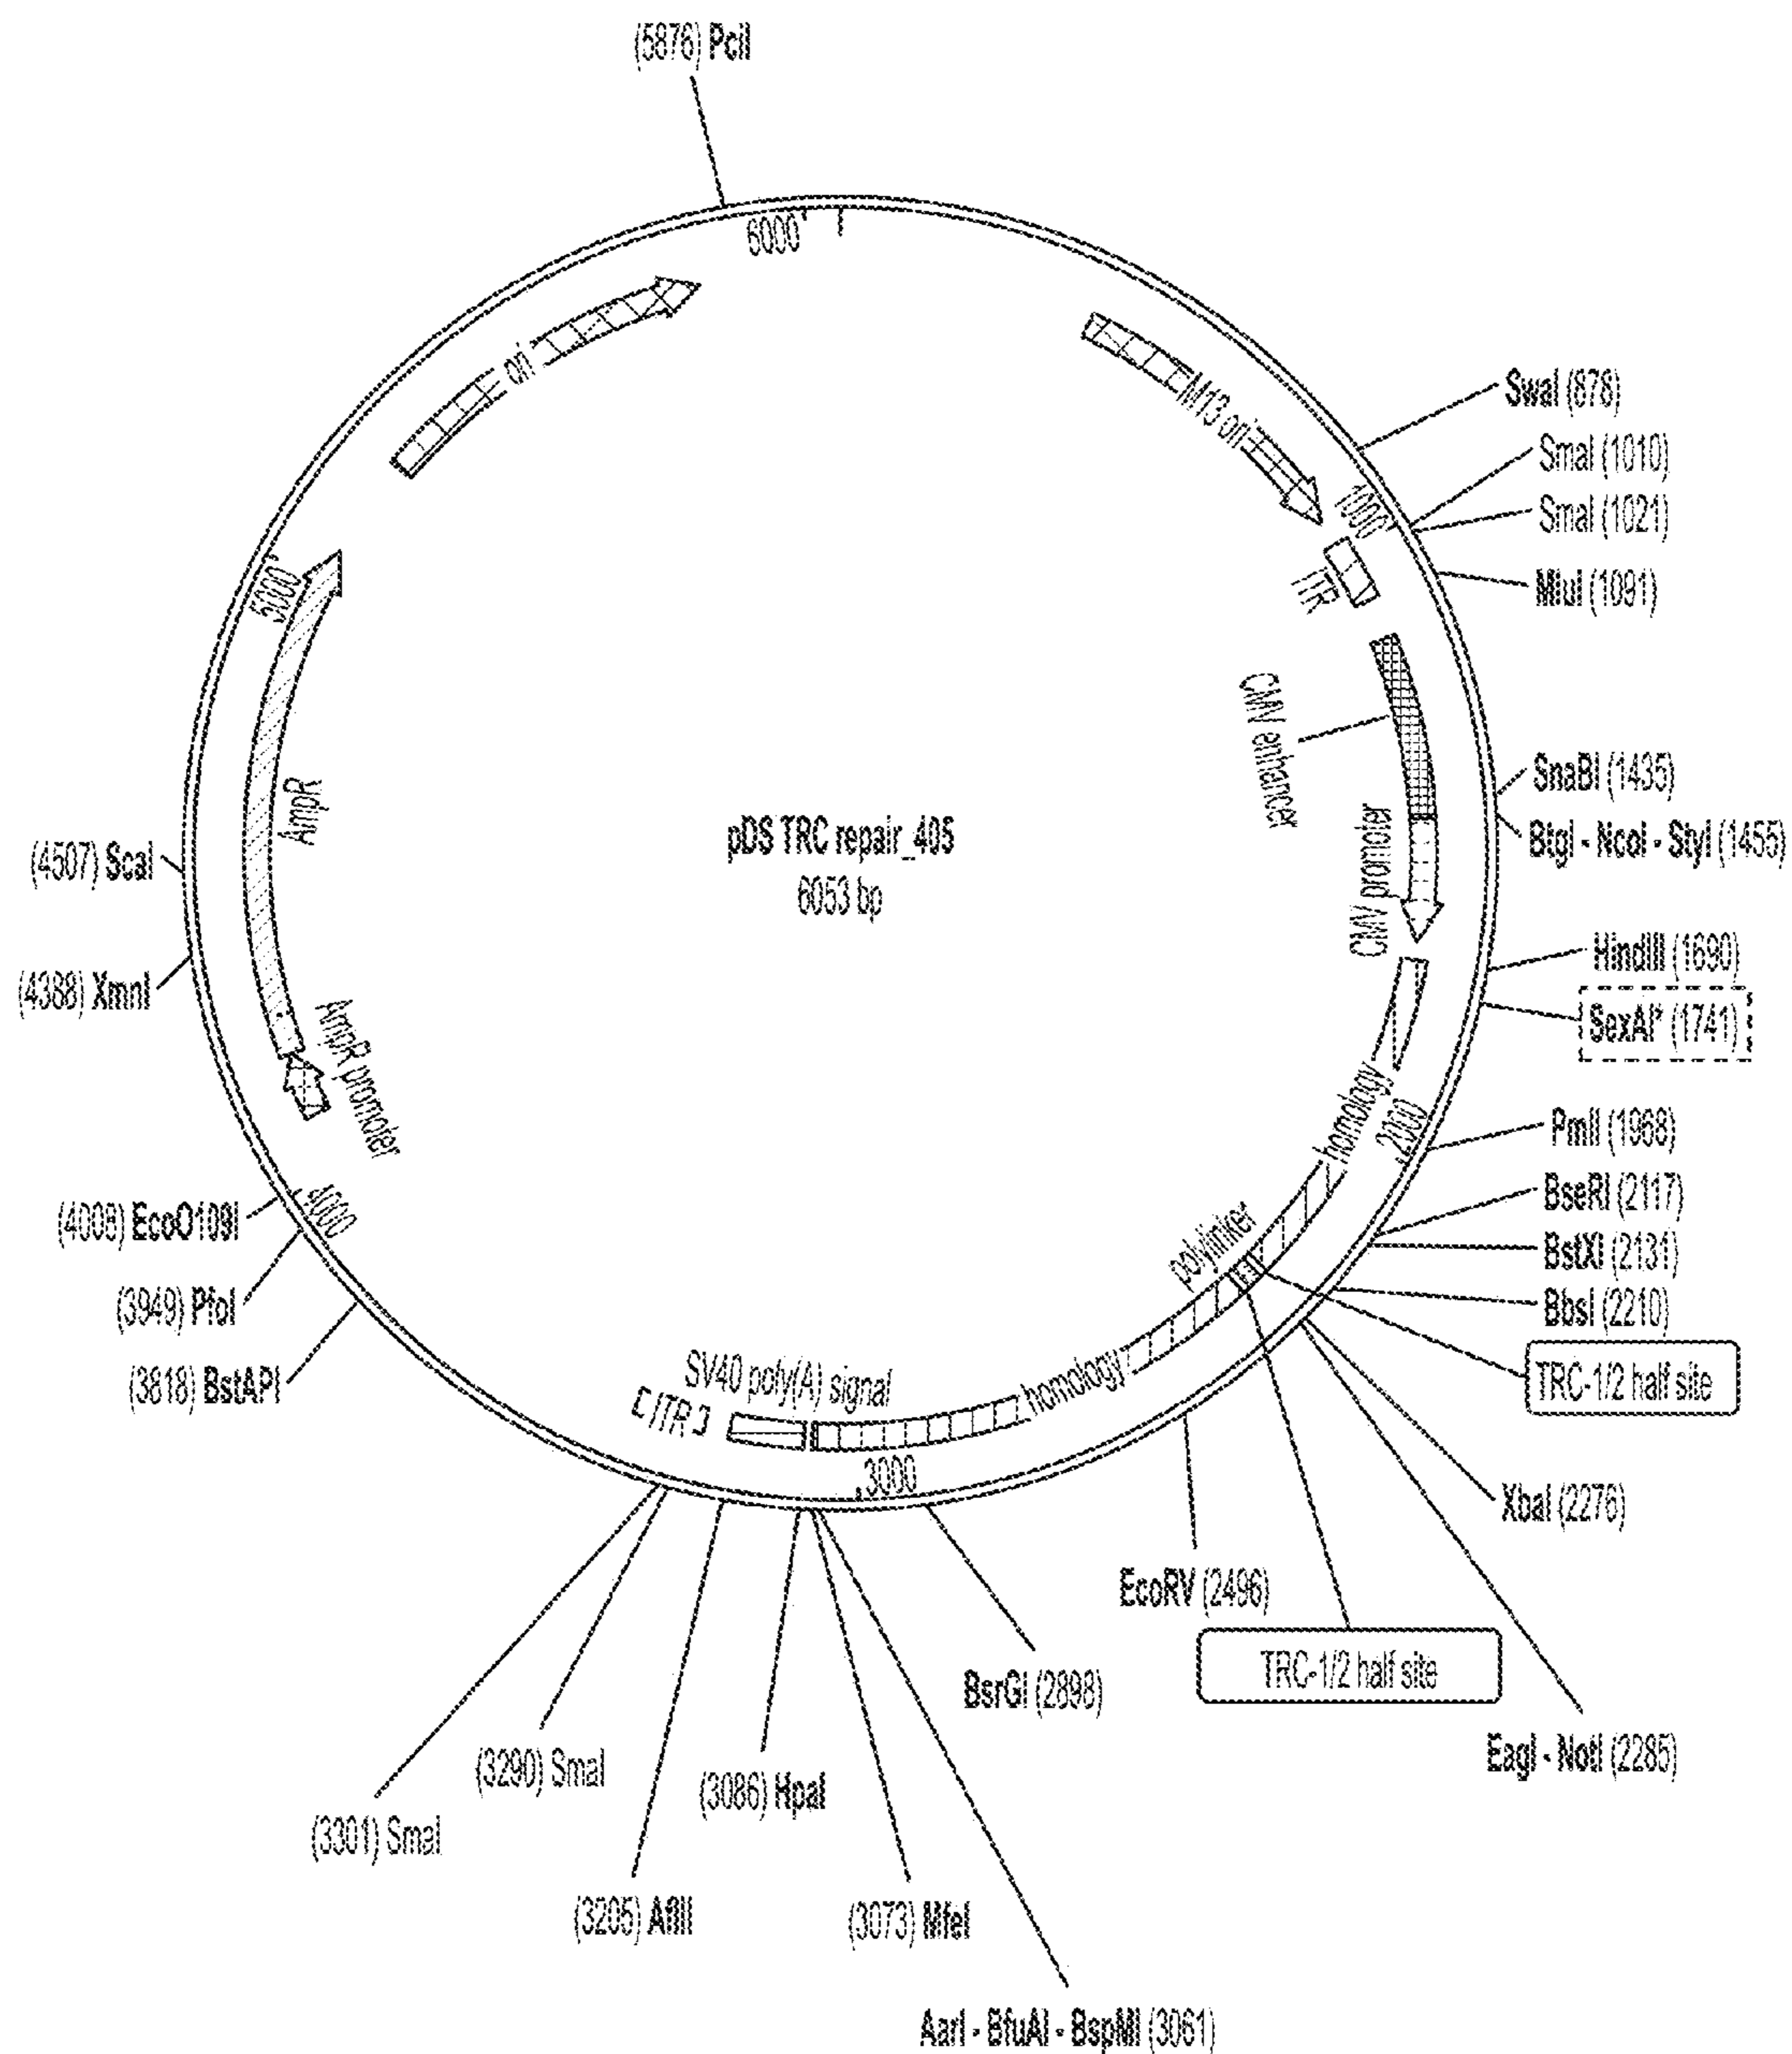 (5876) PciI
6000
ori
M13 ori
SwaI (878)
SmaI (1010)
SmaI (1021)
1000
MluI (1091)
ITR
5000
CMV enhancer
SnaBI (1435)
BtgI - NcoI - StyI (1455)
AmpR
pDS TRC repair_405
6053 bp
CMV promoter
(4507) ScaI
HindIII (1690)
(4388) XmnI
SexAI* (1741)
AmpR promoter
homology
2000
PmlI (1968)
BseRI (2117)
(4008) EcoO109I
4000
polylinker
BstXI (2131)
(3949) PfoI
BbsI (2210)
(3818) BstAPI
TRC-1/2 half site
SV40 poly(A) signal
homology
ITR
3000
XbaI (2276)
EcoRV (2496)
TRC-1/2 half site
BsrGI (2898)
EagI - NotI (2285)
(3290) SmaI
(3086) HpaI
(3301) SmaI
(3205) AflII
(3073) MfeI
AarI - BfuAI - BspMI (3061)